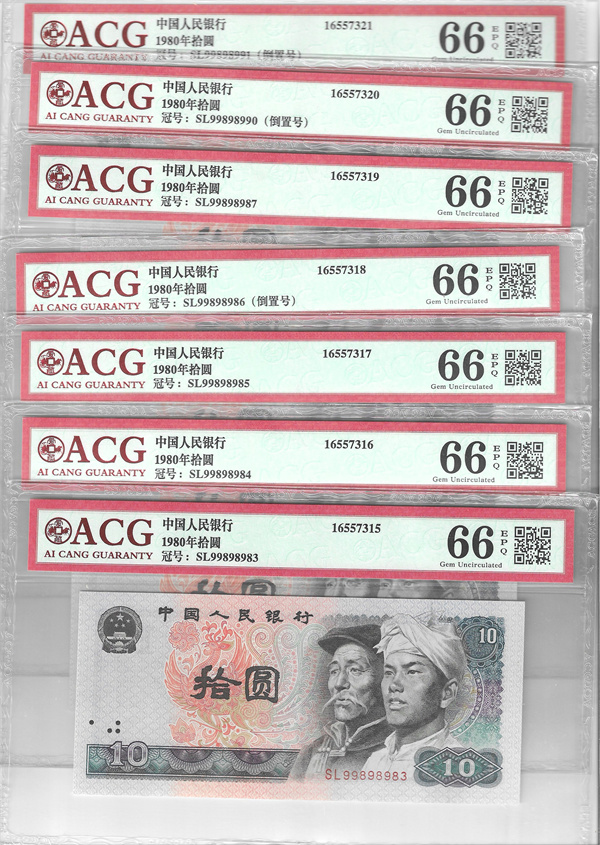 ACG
AI CANG GUARANTY
中国人民银行
1980年拾圆
冠号：SL99898991（倒置号）
16557321
66
EPQ
ACG
AI CANG GUARANTY
中国人民银行
1980年拾圆
冠号：SL99898990（倒置号）
16557320
66
EPQ
Gem Uncirculated
ACG
AI CANG GUARANTY
中国人民银行
1980年拾圆
冠号：SL99898987
16557319
66
EPQ
Gem Uncirculated
ACG
AI CANG GUARANTY
中国人民银行
1980年拾圆
冠号：SL99898986（倒置号）
16557318
66
EPQ
Gem Uncirculated
ACG
AI CANG GUARANTY
中国人民银行
1980年拾圆
冠号：SL99898985
16557317
66
EPQ
Gem Uncirculated
ACG
AI CANG GUARANTY
中国人民银行
1980年拾圆
冠号：SL99898984
16557316
66
EPQ
Gem Uncirculated
ACG
AI CANG GUARANTY
中国人民银行
1980年拾圆
冠号：SL99898983
16557315
66
EPQ
Gem Uncirculated
拾圆
中国人民银行
10
拾圆
10
SL99898983
10